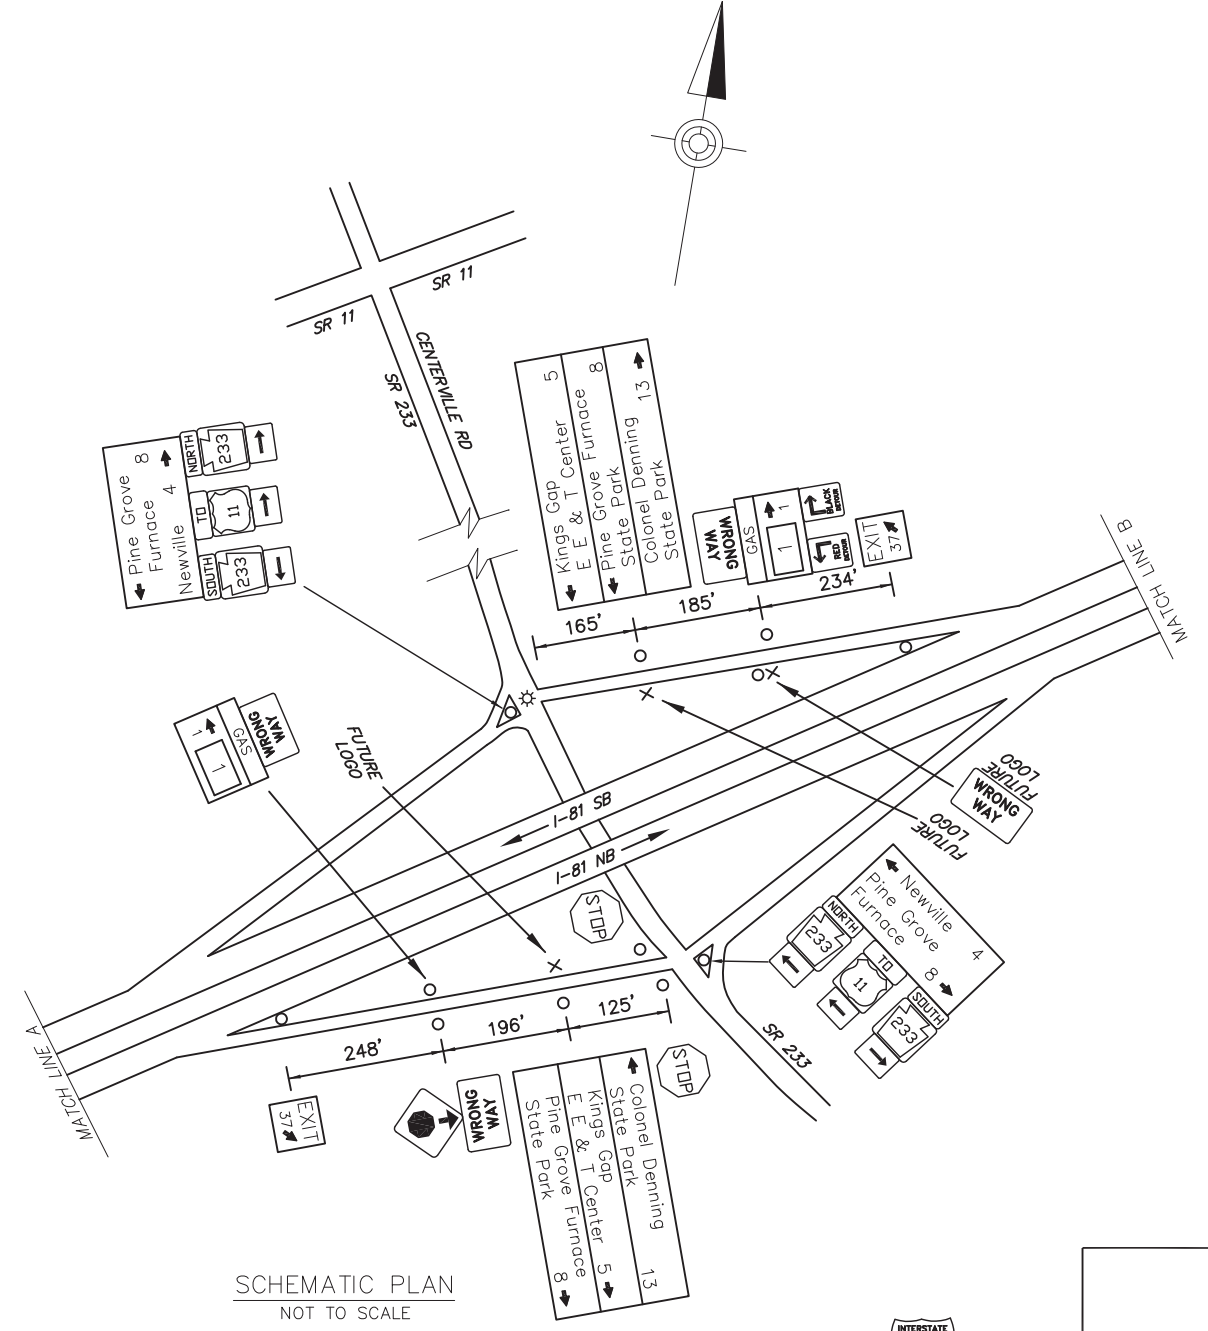 SR 11
SR 11
CENTERVILLE RD
SR 233
Kings Gap 5
E E & T Center
Pine Grove Furnace 8
State Park
Colonel Denning 13
State Park
Pine Grove 8
Furnace
Newville 4
NORTH
233
TO
11
SOUTH
233
WRONG
WAY
GAS
1
1
BLACK
DETOUR
RED
DETOUR
EXIT
37
165'
185'
234'
MATCH LINE B
1
1
GAS
WRONG
WAY
FUTURE
LOGO
I-81 SB
I-81 NB
FUTURE
LOGO
WRONG
WAY
FUTURE
LOGO
STOP
Newville 4
Pine Grove 8
Furnace
NORTH
233
TO
11
SOUTH
233
SR 233
MATCH LINE A
248'
196'
125'
EXIT
37
WRONG
WAY
STOP
Colonel Denning 13
State Park
Kings Gap 5
E E & T Center
Pine Grove Furnace 8
State Park
SCHEMATIC PLAN
NOT TO SCALE
INTERSTATE